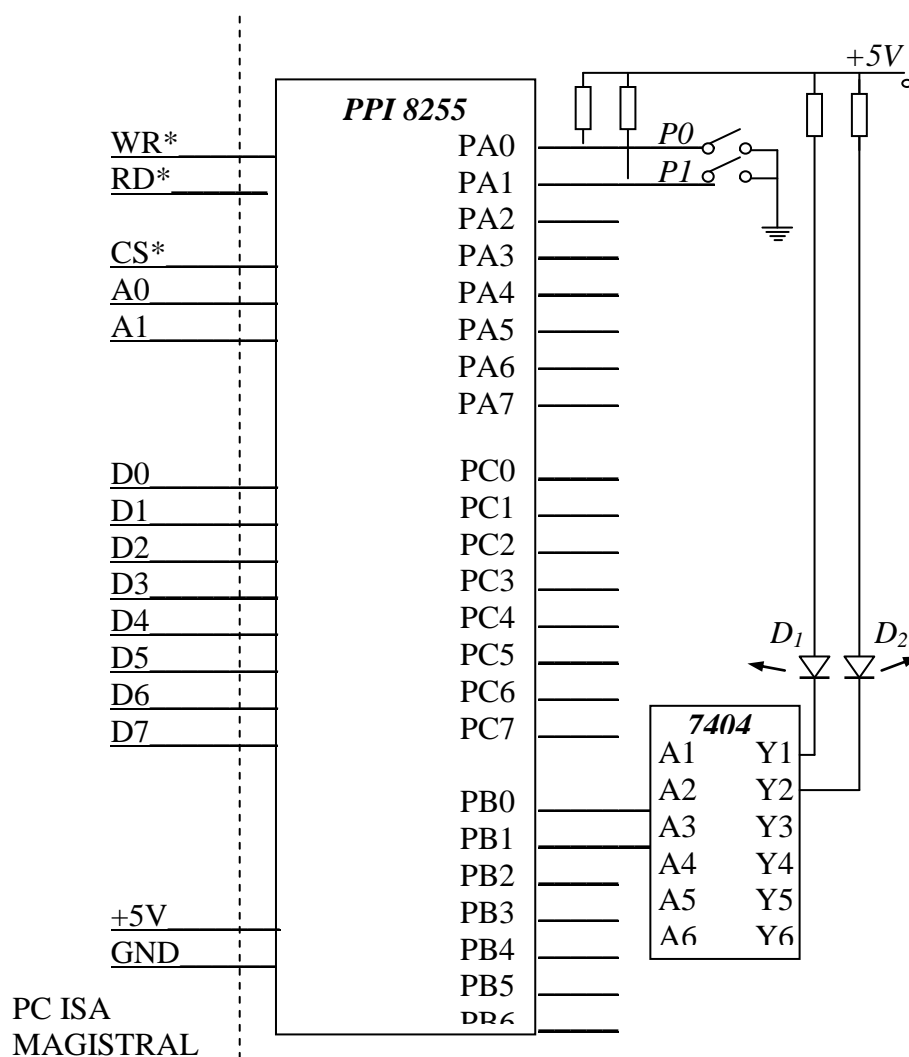 +5V
PPI 8255
WR*
RD*
CS*
A0
A1
D0
D1
D2
D3
D4
D5
D6
D7
+5V
GND
PC ISA
MAGISTRAL
PA0
PA1
PA2
PA3
PA4
PA5
PA6
PA7
PC0
PC1
PC2
PC3
PC4
PC5
PC6
PC7
PB0
PB1
PB2
PB3
PB4
PB5
PB6
P0
P1
D1
D2
7404
A1 Y1
A2 Y2
A3 Y3
A4 Y4
A5 Y5
A6 Y6